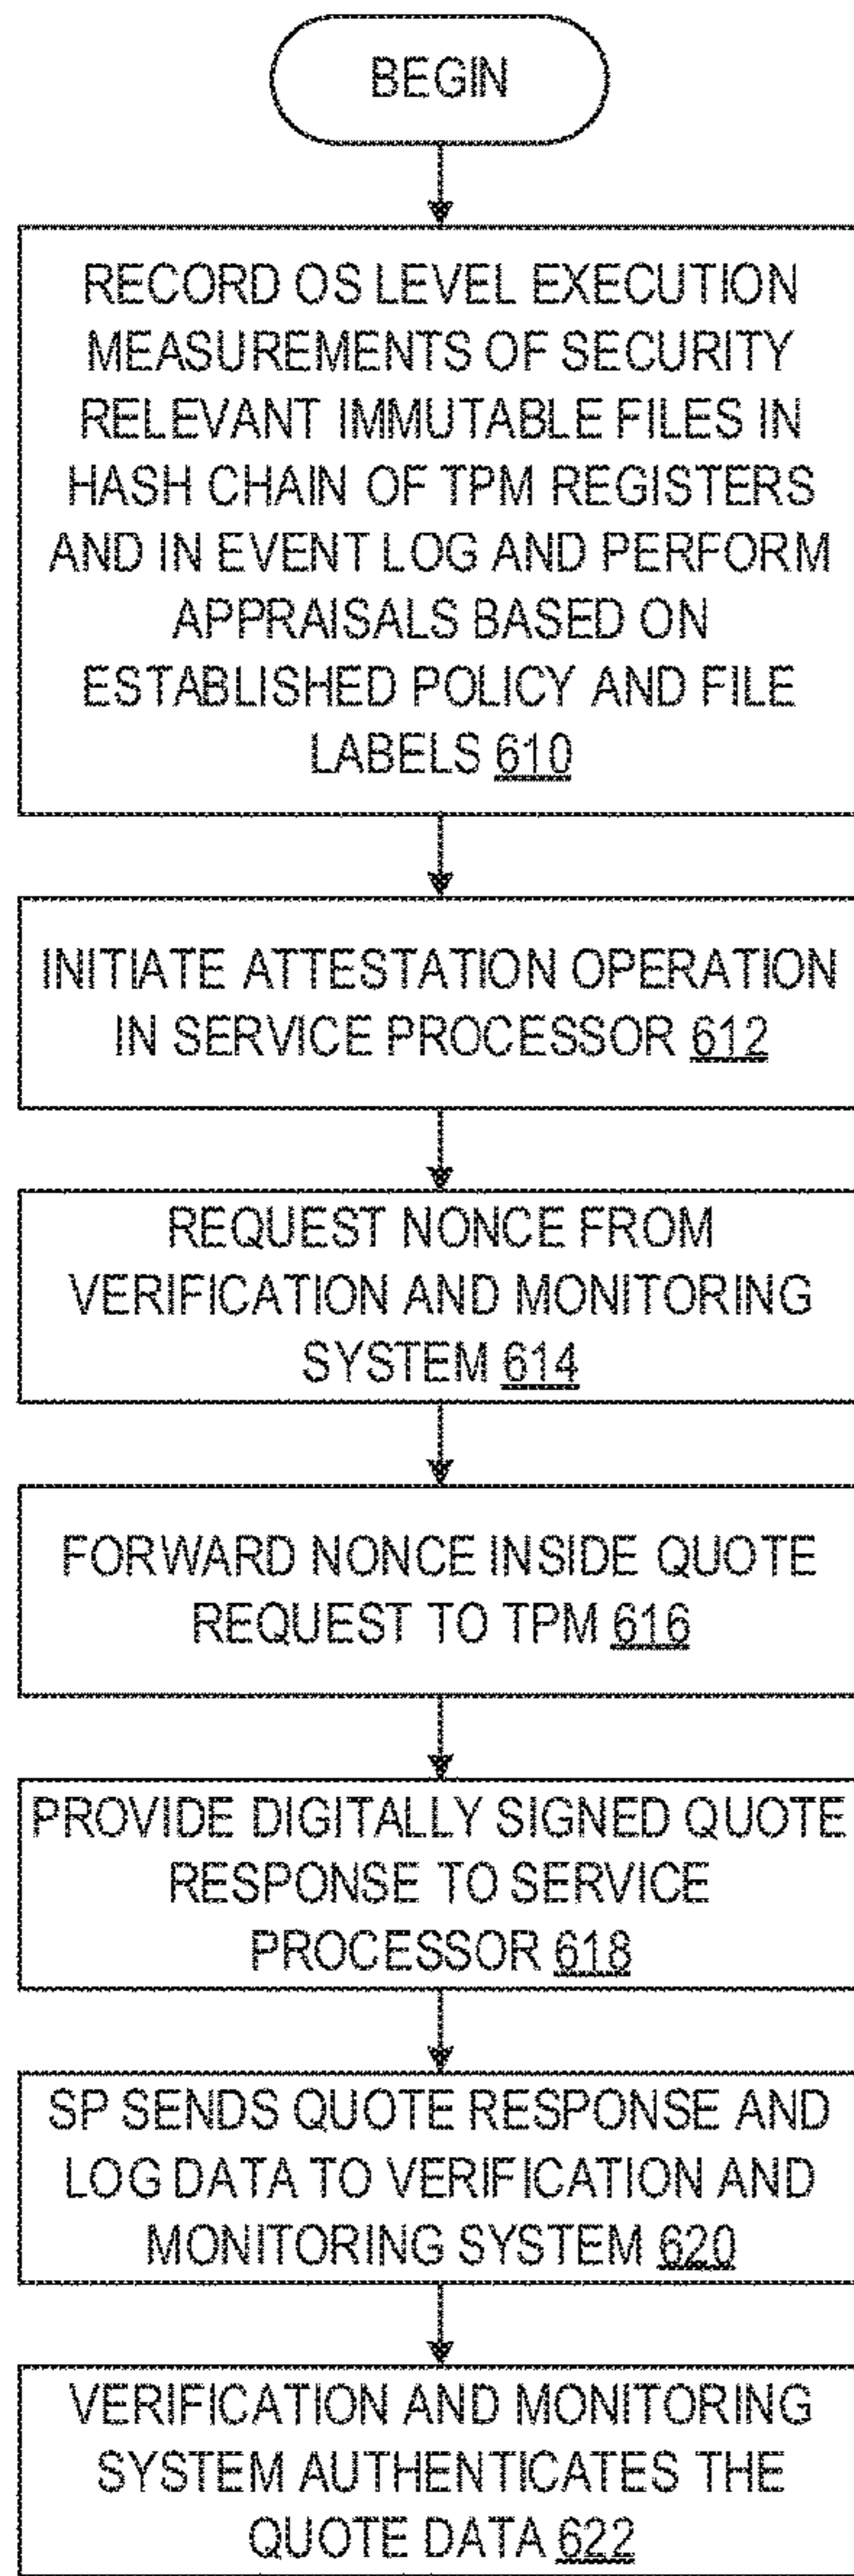 BEGIN
RECORD OS LEVEL EXECUTION
MEASUREMENTS OF SECURITY
RELEVANT IMMUTABLE FILES IN
HASH CHAIN OF TPM REGISTERS
AND IN EVENT LOG AND PERFORM
APPRAISALS BASED ON
ESTABLISHED POLICY AND FILE
LABELS 610
INITIATE ATTESTATION OPERATION
IN SERVICE PROCESSOR 612
REQUEST NONCE FROM
VERIFICATION AND MONITORING
SYSTEM 614
FORWARD NONCE INSIDE QUOTE
REQUEST TO TPM 616
PROVIDE DIGITALLY SIGNED QUOTE
RESPONSE TO SERVICE
PROCESSOR 618
SP SENDS QUOTE RESPONSE AND
LOG DATA TO VERIFICATION AND
MONITORING SYSTEM 620
VERIFICATION AND MONITORING
SYSTEM AUTHENTICATES THE
QUOTE DATA 622